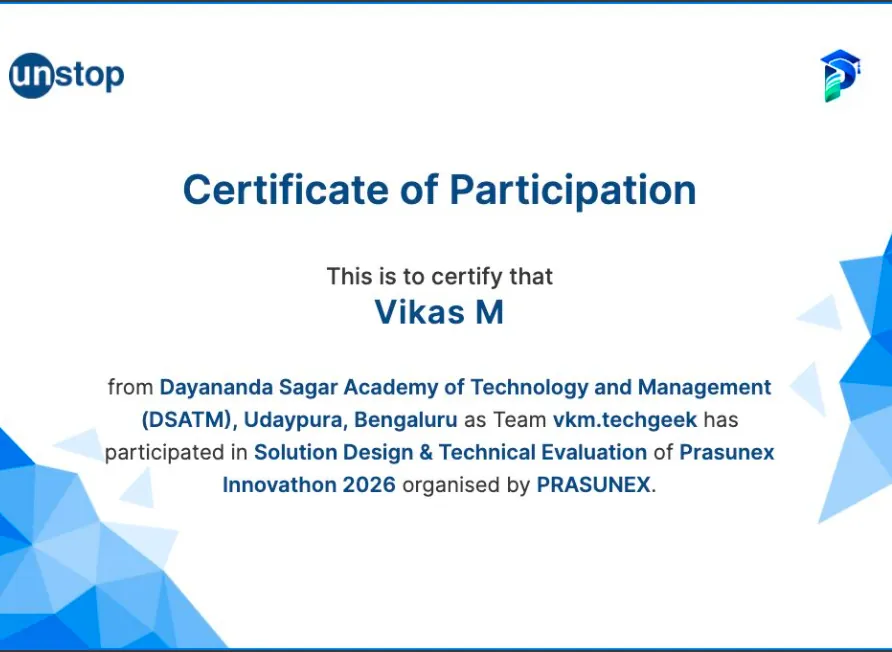 unstop
Certificate of Participation
This is to certify that
Vikas M
from Dayananda Sagar Academy of Technology and Management
(DSATM), Udaypura, Bengaluru as Team vkm.techgeek has
participated in Solution Design & Technical Evaluation of Prasunex
Innovathon 2026 organised by PRASUNEX.